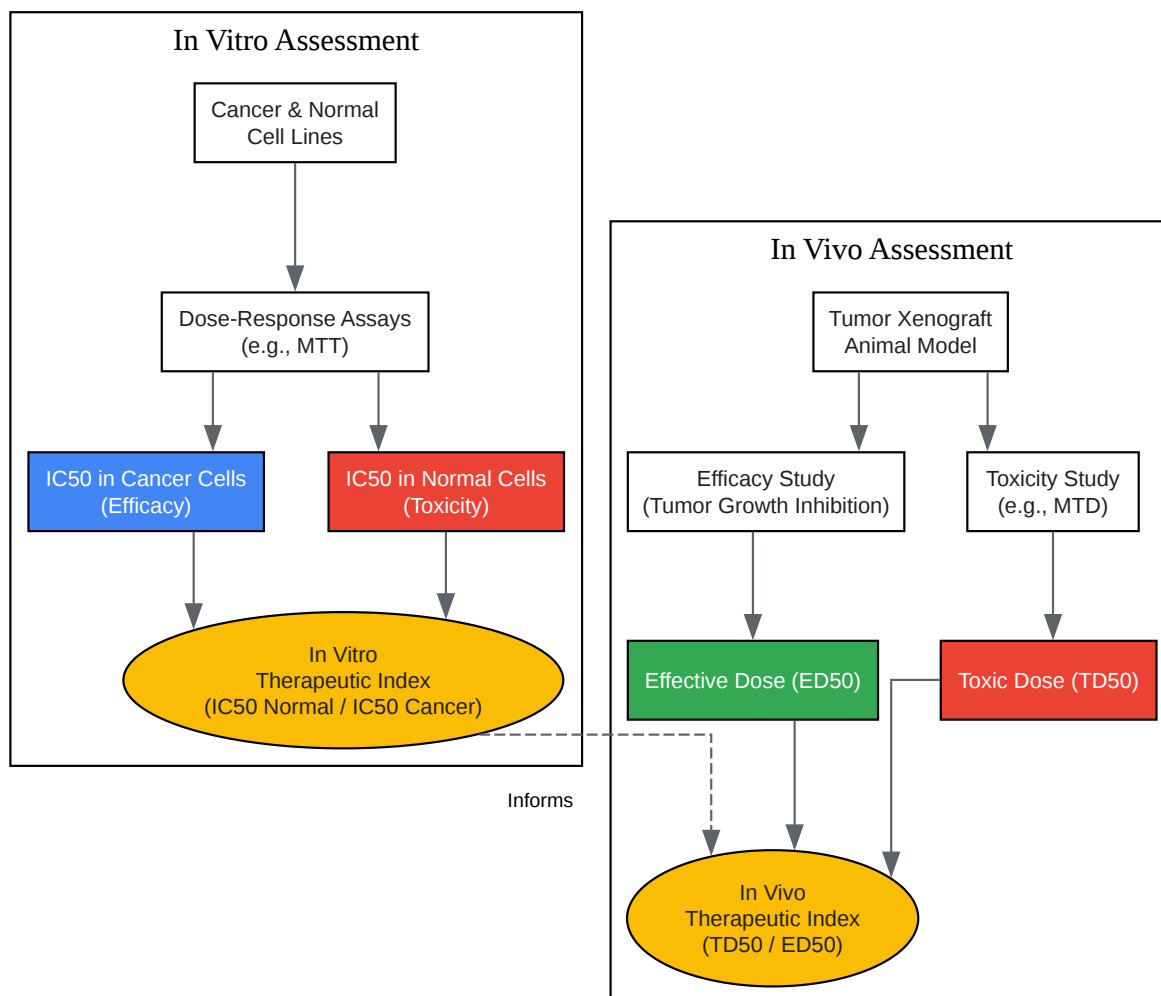 In Vitro Assessment
Cancer & Normal
Cell Lines
Dose-Response Assays
(e.g., MTT)
IC50 in Cancer Cells
(Efficacy)
IC50 in Normal Cells
(Toxicity)
In Vitro
Therapeutic Index
(IC50 Normal / IC50 Cancer)
Informs
In Vivo Assessment
Tumor Xenograft
Animal Model
Efficacy Study
(Tumor Growth Inhibition)
Toxicity Study
(e.g., MTD)
Effective Dose (ED50)
Toxic Dose (TD50)
In Vivo
Therapeutic Index
(TD50 / ED50)